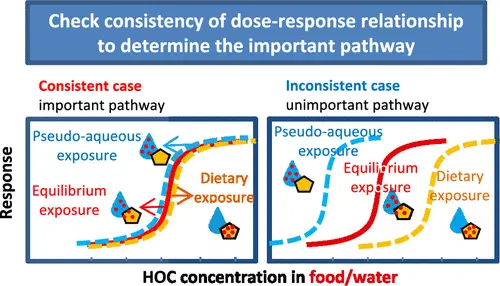 Check consistency of dose-response relationship
to determine the important pathway
Consistent case
important pathway
Inconsistent case
unimportant pathway
Response
Pseudo-aqueous
exposure
Equilibrium
exposure
Dietary
exposure
Pseudo-aqueous
exposure
Equilibrium
exposure
Dietary
exposure
HOC concentration in food/water